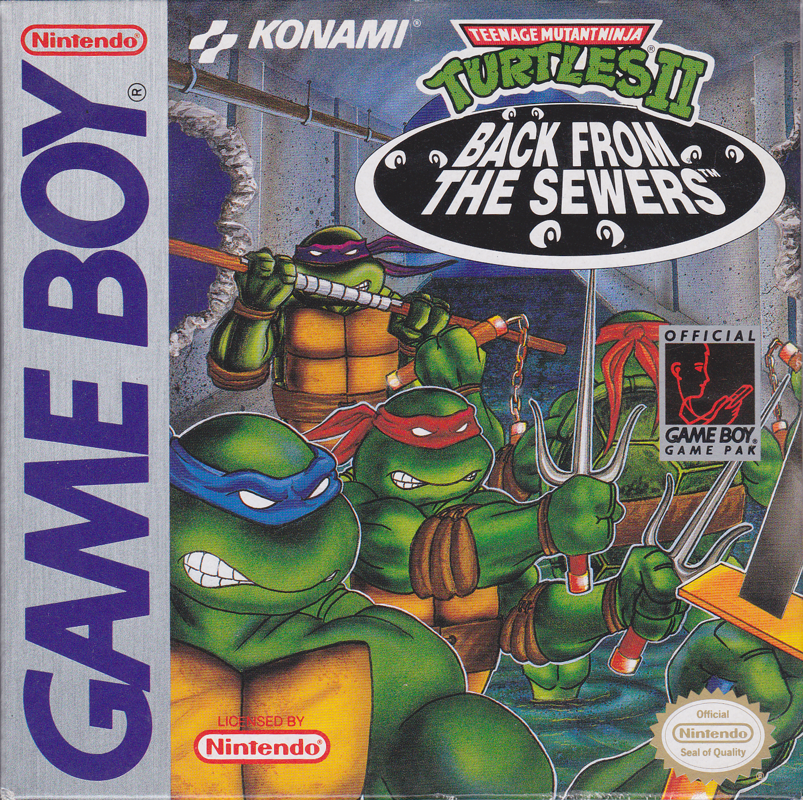 Nintendo®
GAME BOY®
KONAMI®
TEENAGE MUTANT NINJA
TURTLES® II
BACK FROM
THE SEWERS™
OFFICIAL
GAME BOY®
GAME PAK
LICENSED BY
Nintendo®
Official
Nintendo®
Seal of Quality